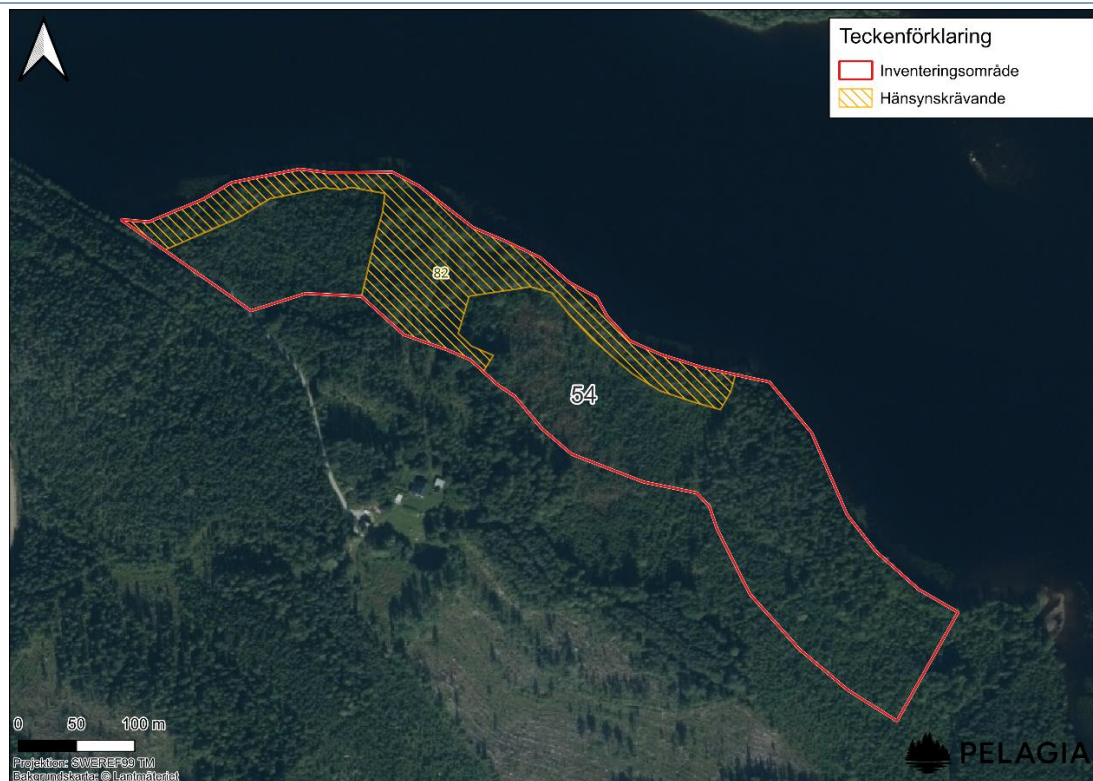 Teckenförklaring
Inventeringsområde
Hänsynskrävande
82
54
0 50 100 m
Projektion: SWEREF99 TM
Bakgrundskarta: © Lantmäteriet
PELAGIA